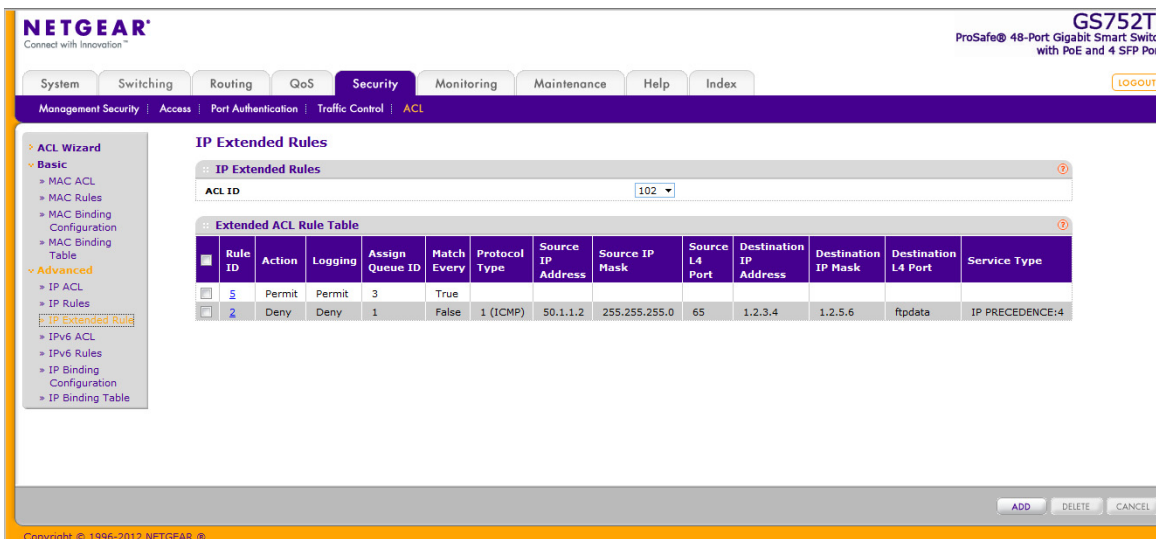 NETGEAR®
Connect with Innovation™
GS752T
ProSafe® 48-Port Gigabit Smart Switc
with PoE and 4 SFP Por
System Switching Routing QoS Security Monitoring Maintenance Help Index
LOGOUT
Management Security Access Port Authentication Traffic Control ACL
ACL Wizard
Basic
» MAC ACL
» MAC Rules
» MAC Binding
Configuration
» MAC Binding
Table
Advanced
» IP ACL
» IP Rules
» IP Extended Rule
» IPv6 ACL
» IPv6 Rules
» IP Binding
Configuration
» IP Binding Table
IP Extended Rules
IP Extended Rules
ACL ID 102
Extended ACL Rule Table
Rule ID Action Logging Assign Queue ID Match Every Protocol Type Source IP Address Source IP Mask Source L4 Port Destination IP Address Destination IP Mask Destination L4 Port Service Type
5 Permit Permit 3 True
2 Deny Deny 1 False 1 (ICMP) 50.1.1.2 255.255.255.0 65 1.2.3.4 1.2.5.6 ftpdata IP PRECEDENCE:4
ADD DELETE CANCEL
Copyright © 1996-2012 NETGEAR ®